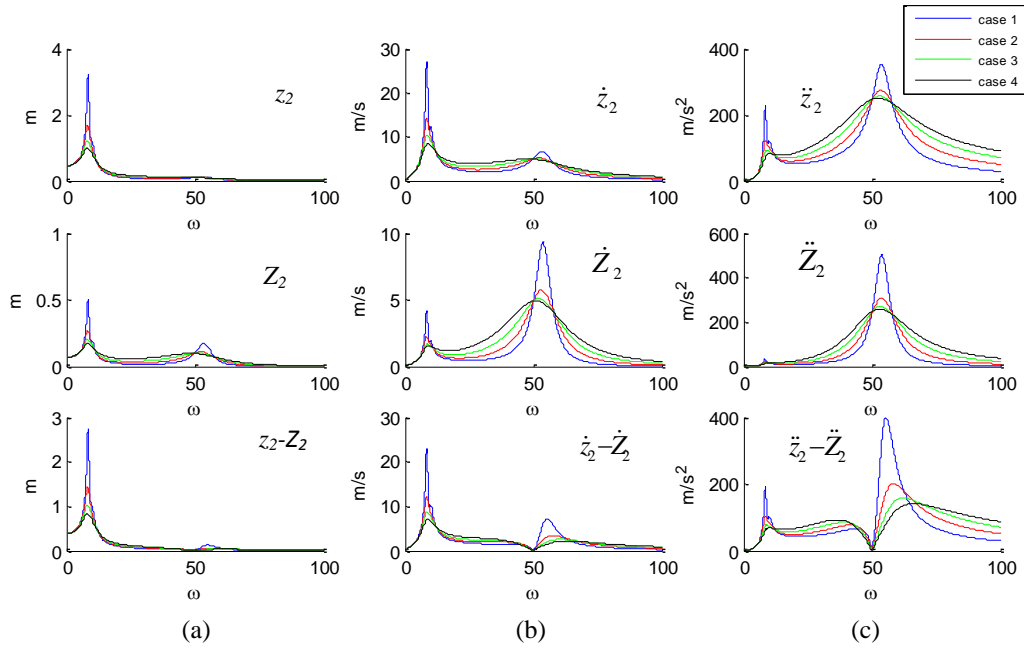 case 1
case 2
case 3
case 4
4
2
0
m
z₂
0
50
100
ω
30
20
10
0
m/s
ż₂
0
50
100
ω
400
200
0
m/s²
z̈₂
0
50
100
ω
1
0.5
0
m
Z₂
0
50
100
ω
10
5
0
m/s
Ż₂
0
50
100
ω
600
400
200
0
m/s²
Z̈₂
0
50
100
ω
3
2
1
0
m
z₂-Z₂
0
50
100
ω
30
20
10
0
m/s
ż₂−Ż₂
0
50
100
ω
400
200
0
m/s²
z̈₂−Z̈₂
0
50
100
ω
(a)
(b)
(c)